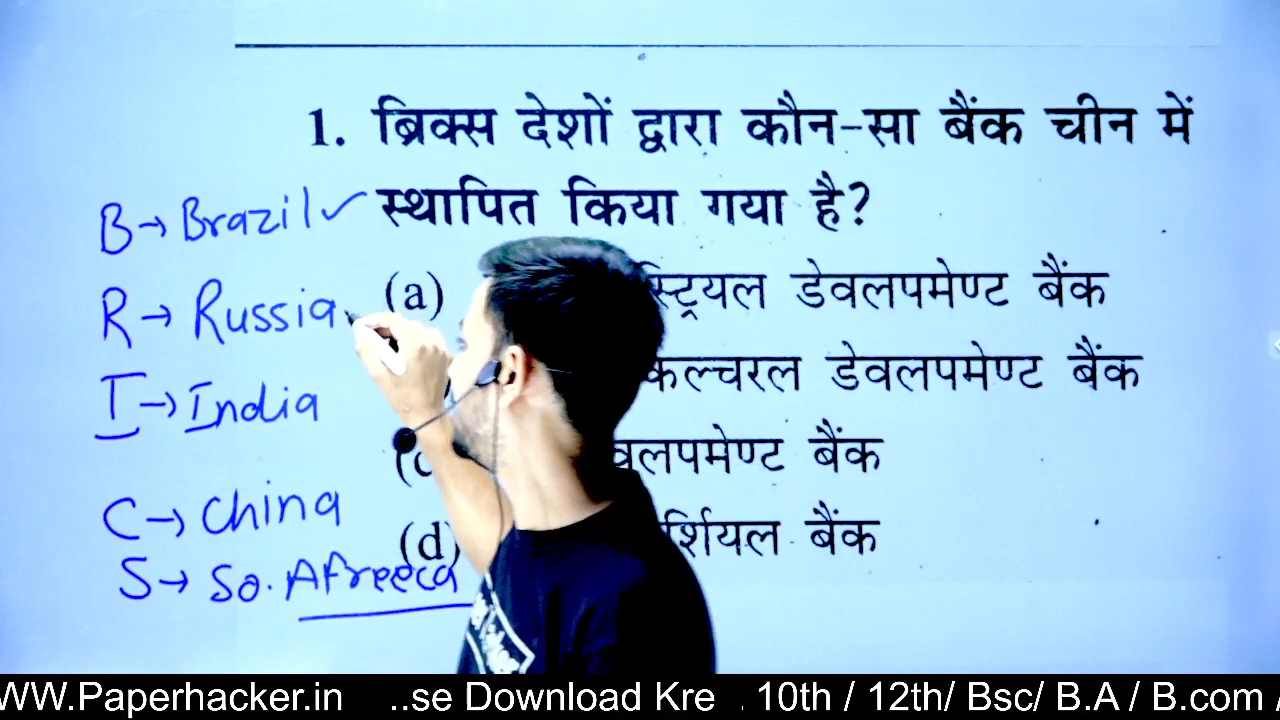 1. ब्रिक्स देशों द्वारा कौन-सा बैंक चीन में
स्थापित किया गया है?
B→ Brazil ✓
R→ Russia
I→ India
C→ China
S→ So. Afreeca
(a) स्ट्रियल डेवलपमेण्ट बैंक
कल्चरल डेवलपमेण्ट बैंक
वलपमेण्ट बैंक
(d) र्शियल बैंक
WW.Paperhacker.in ..se Download Kre 10th / 12th/ Bsc/ B.A / B.com